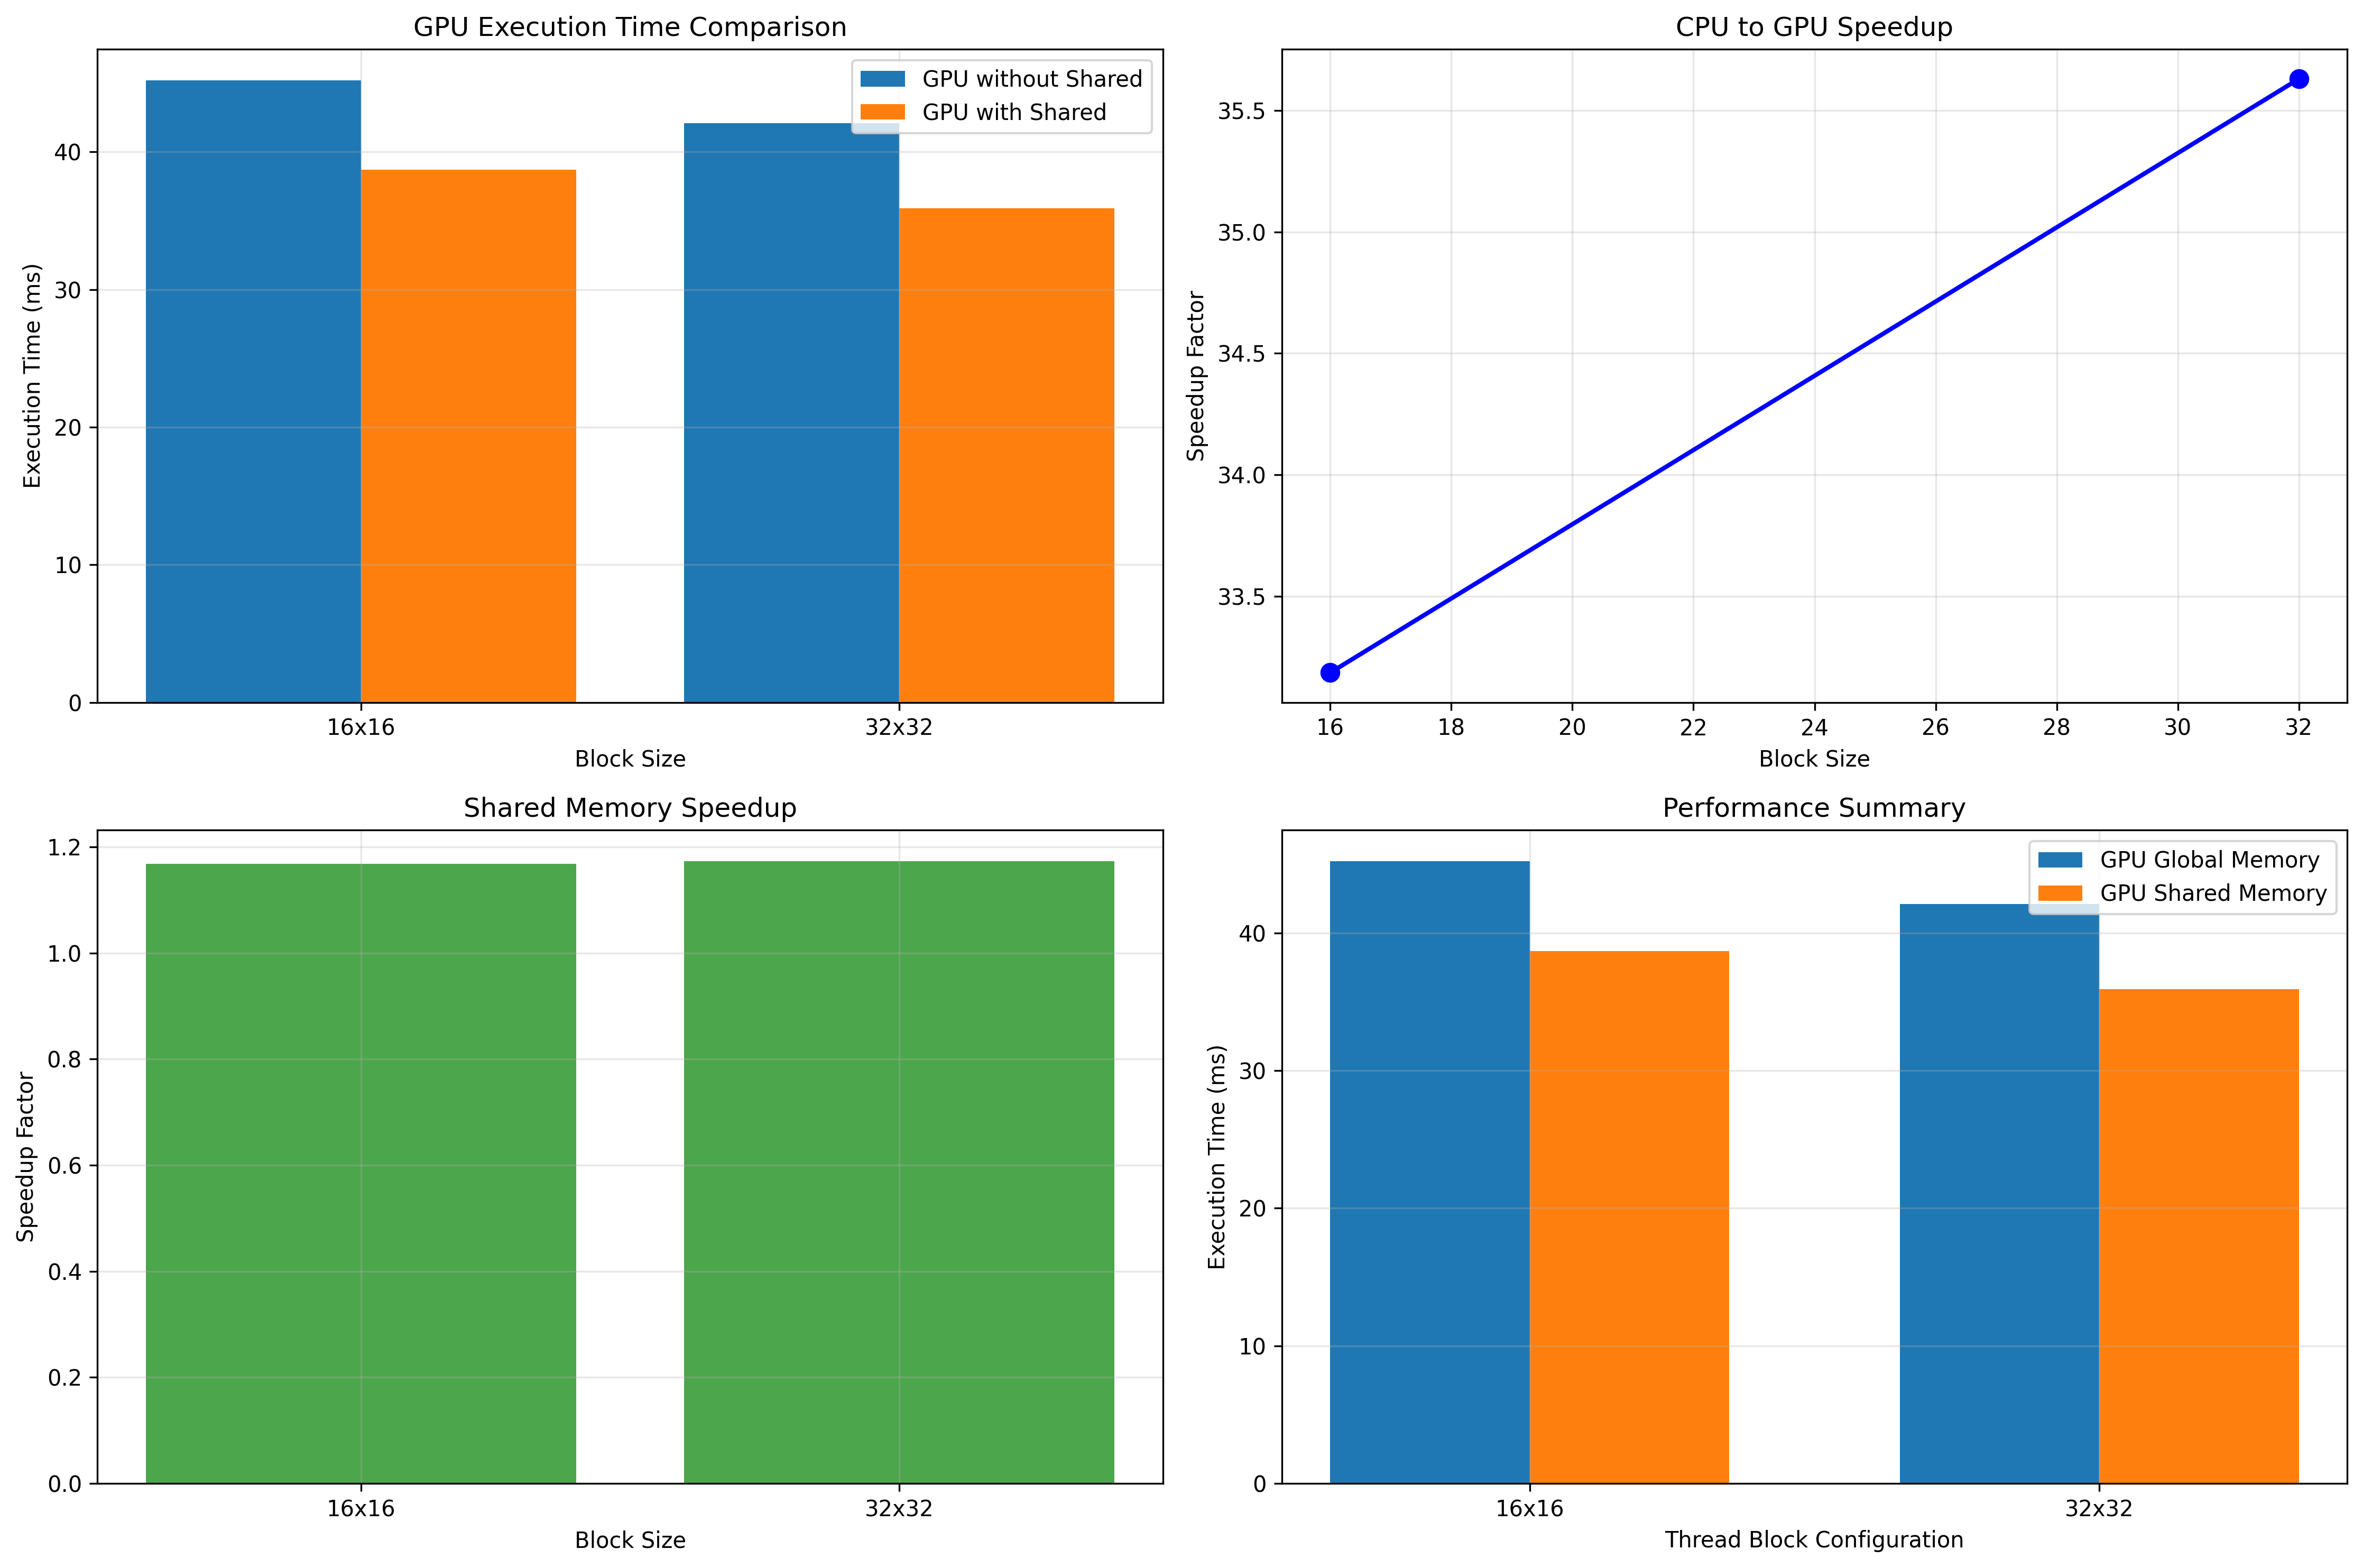 GPU Execution Time Comparison
GPU without Shared
GPU with Shared
Execution Time (ms)
40
30
20
10
0
16x16
32x32
Block Size
CPU to GPU Speedup
Speedup Factor
35.5
35.0
34.5
34.0
33.5
16
18
20
22
24
26
28
30
32
Block Size
Shared Memory Speedup
Speedup Factor
1.2
1.0
0.8
0.6
0.4
0.2
0.0
16x16
32x32
Block Size
Performance Summary
GPU Global Memory
GPU Shared Memory
Execution Time (ms)
40
30
20
10
0
16x16
32x32
Thread Block Configuration